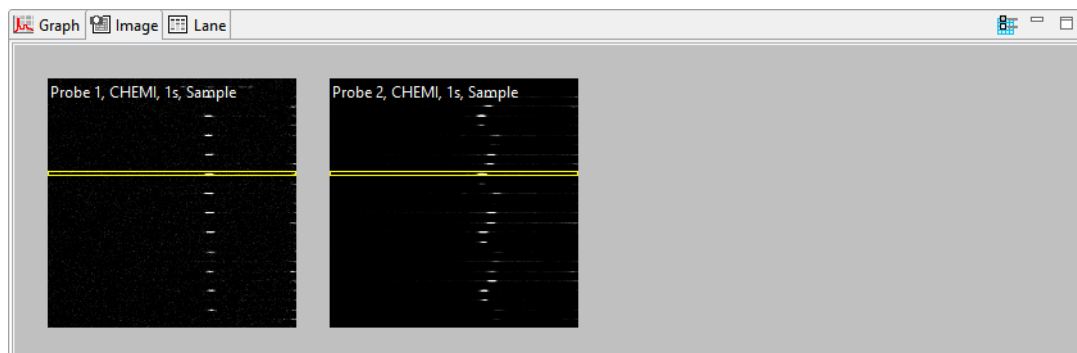 Graph Image Lane
Probe 1, CHEMI, 1s, Sample
Probe 2, CHEMI, 1s, Sample